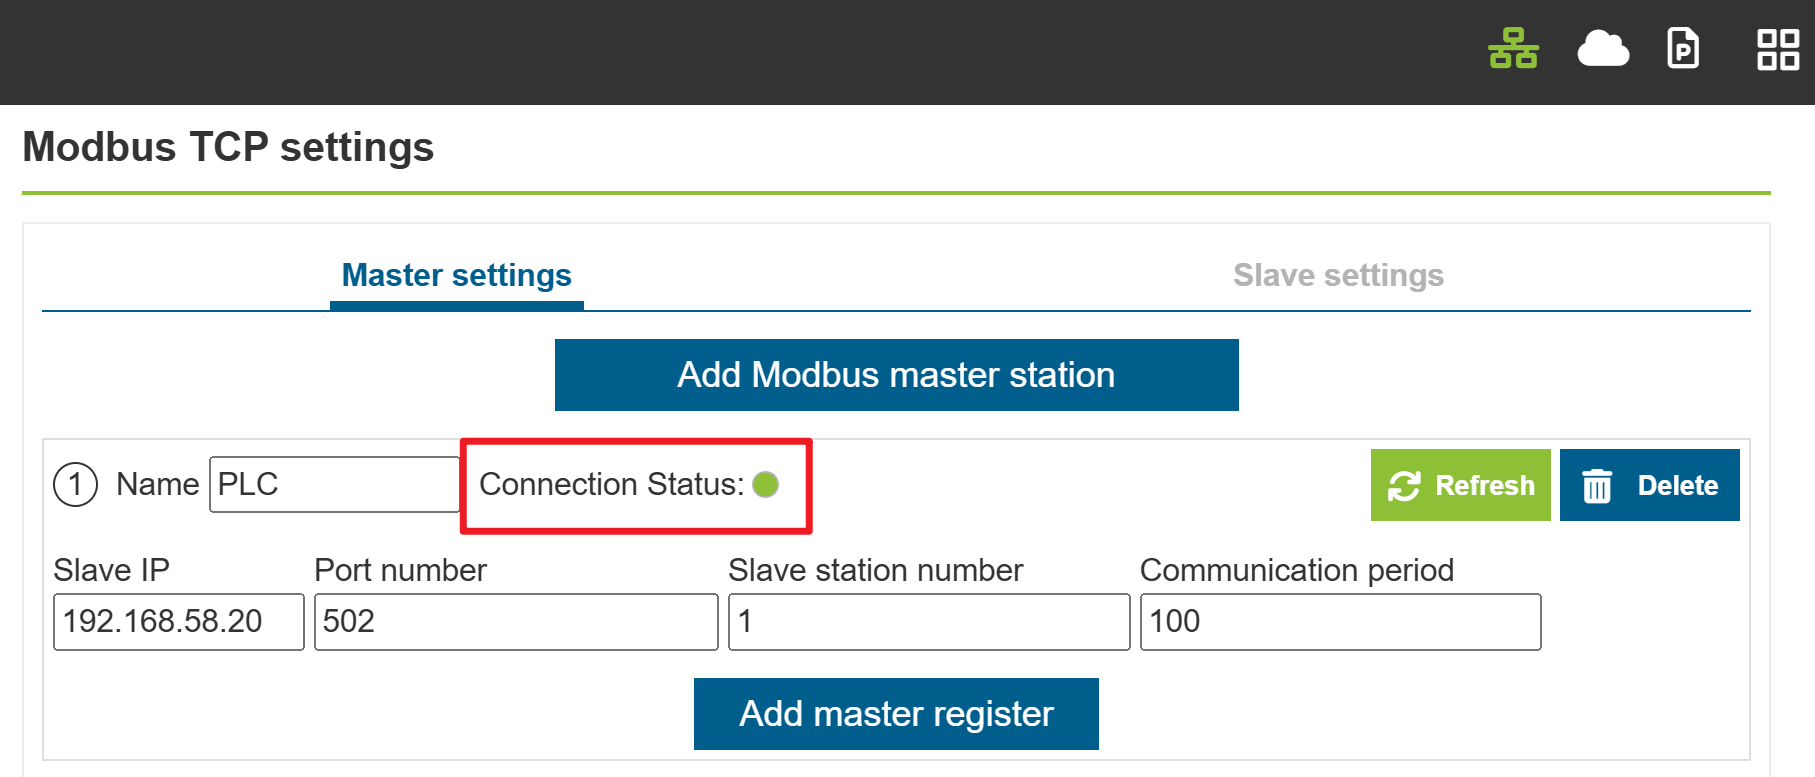 P
Modbus TCP settings
Master settings
Slave settings
Add Modbus master station
1 Name PLC Connection Status: Refresh Delete
Slave IP Port number Slave station number Communication period
192.168.58.20 502 1 100
Add master register